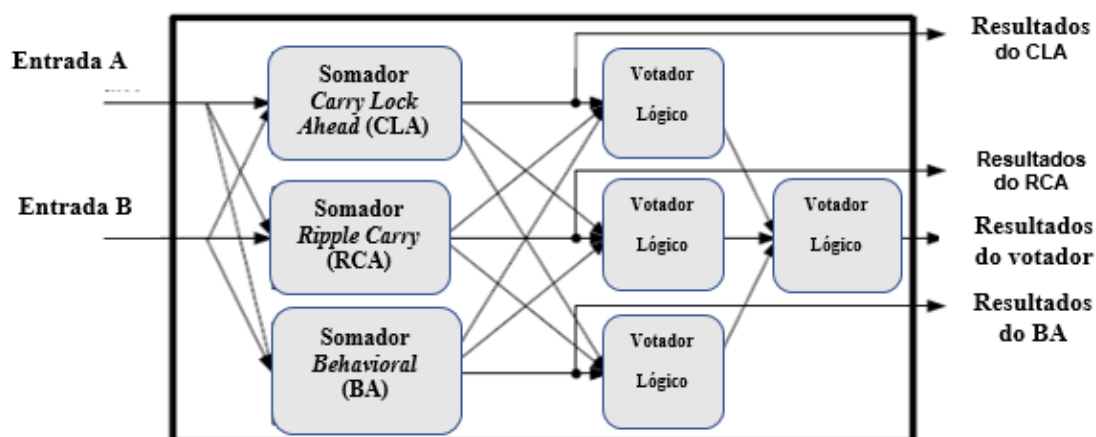 Entrada A
Entrada B
Somador
Carry Lock
Ahead (CLA)
Somador
Ripple Carry
(RCA)
Somador
Behavioral
(BA)
Votador
Lógico
Votador
Lógico
Votador
Lógico
Votador
Lógico
Resultados
do CLA
Resultados
do RCA
Resultados
do votador
Resultados
do BA